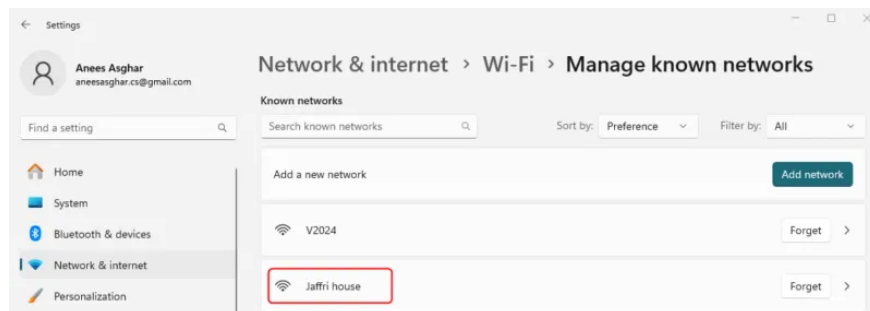 Settings
Anees Asghar
aneesasghar.cs@gmail.com
Find a setting
Home
System
Bluetooth & devices
Network & internet
Personalization
Network & internet > Wi-Fi > Manage known networks
Known networks
Search known networks
Sort by: Preference
Filter by: All
Add a new network
Add network
V2024
Forget
Jaffri house
Forget